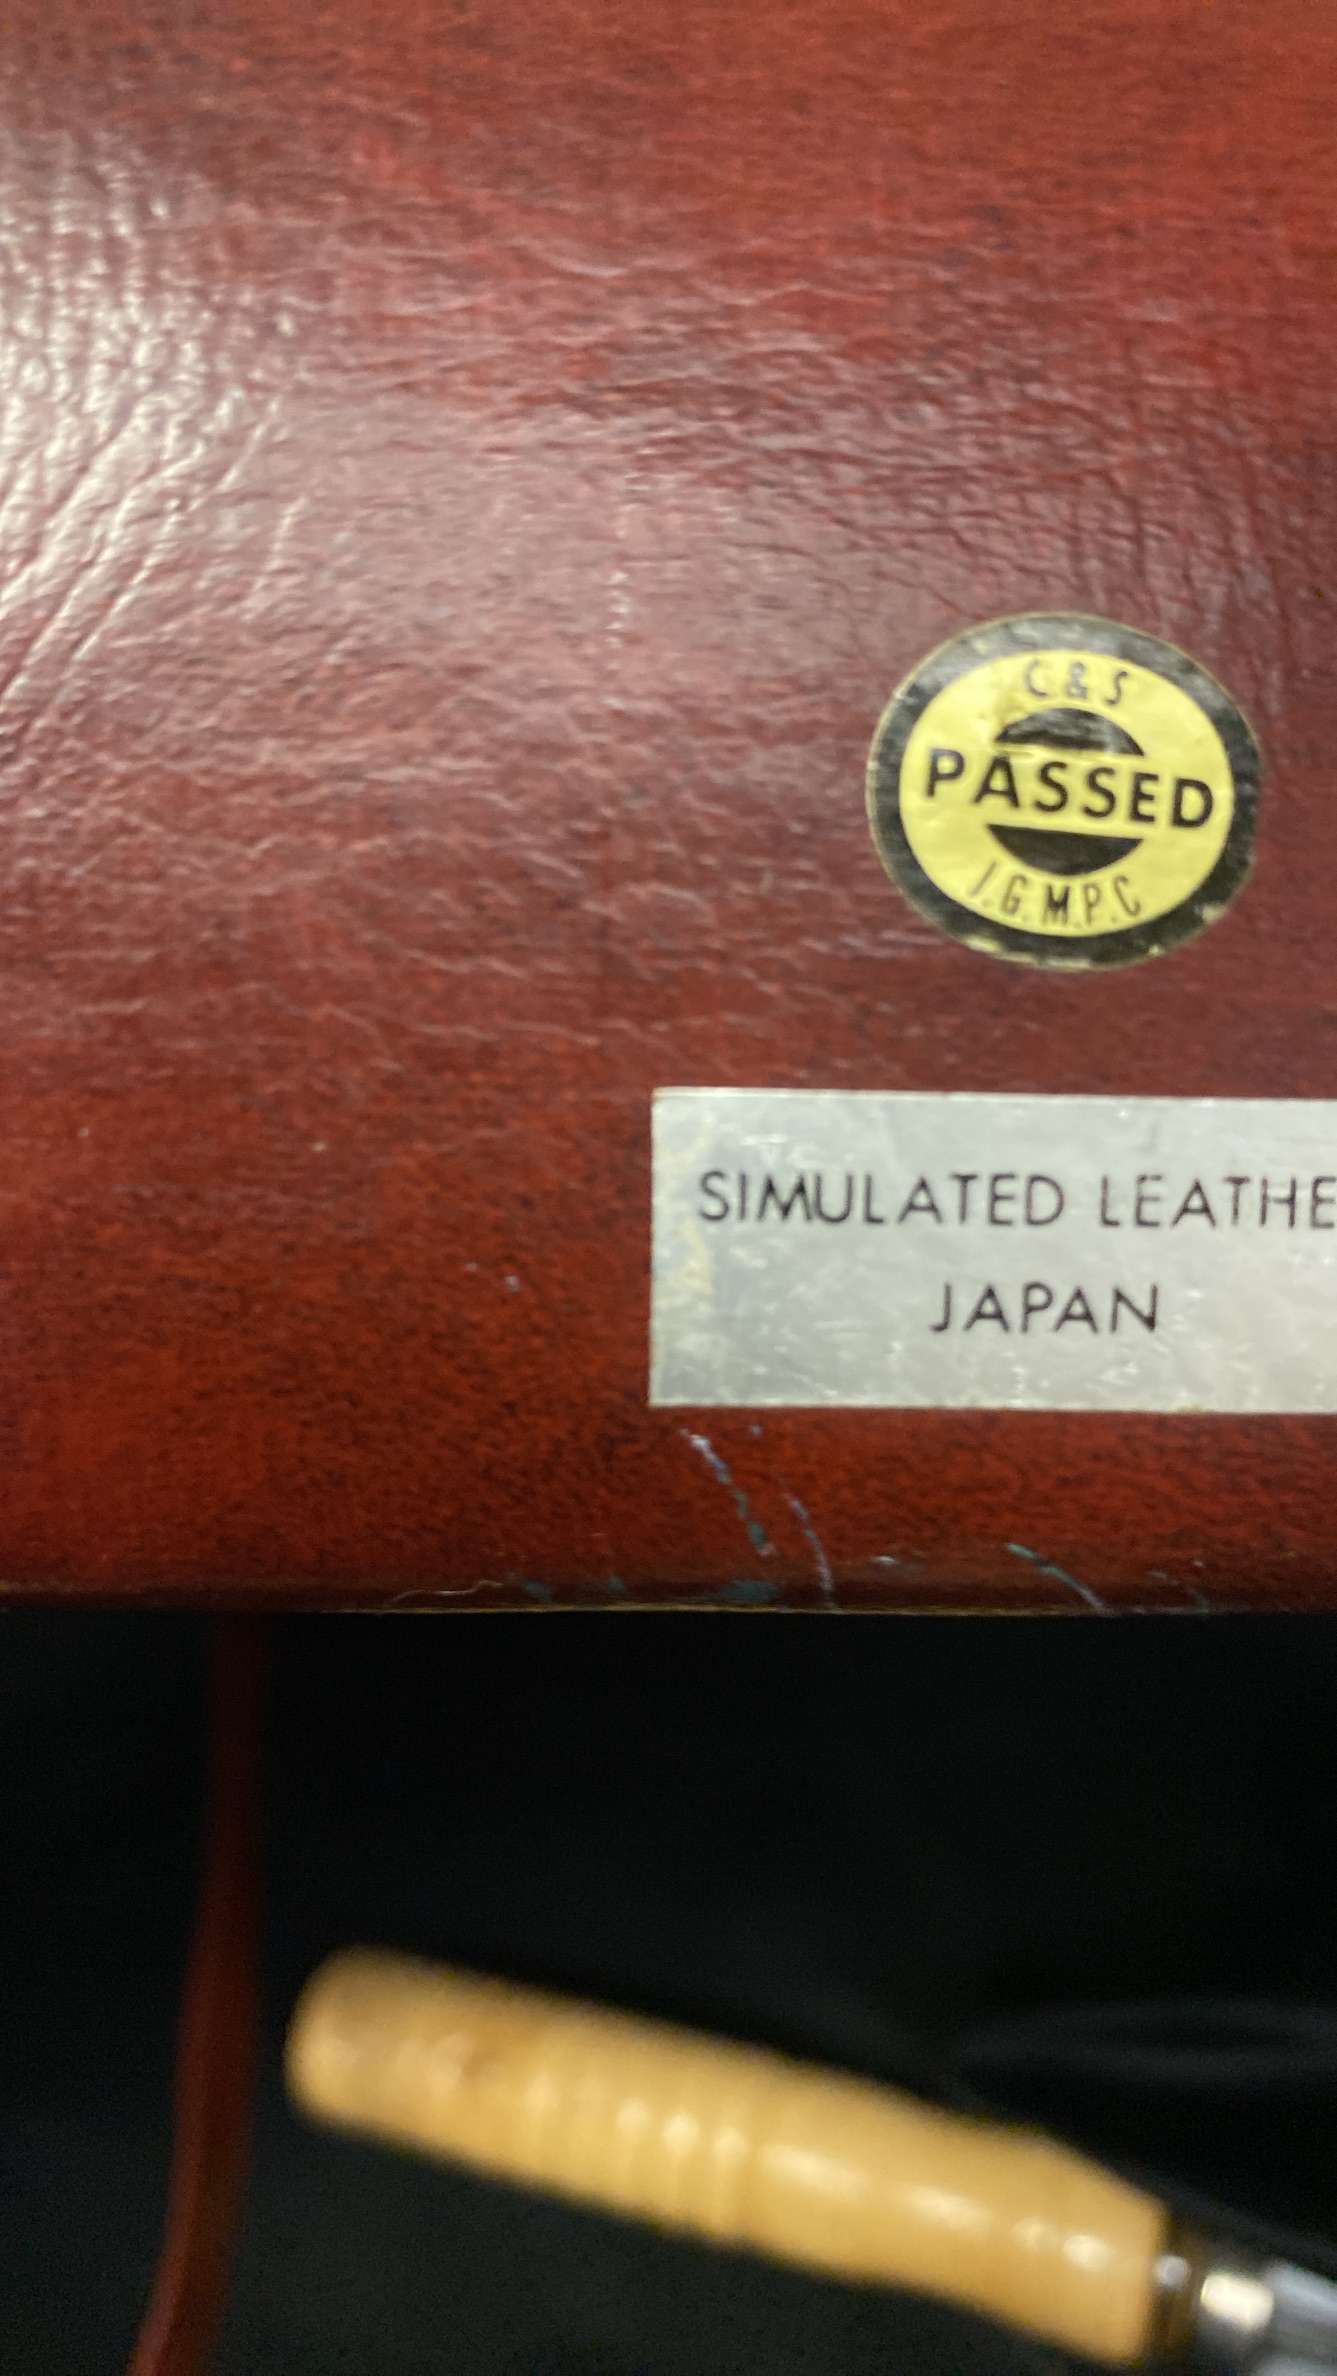 C & S
PASSED
J.G.M.P.C
SIMULATED LEATHE
JAPAN